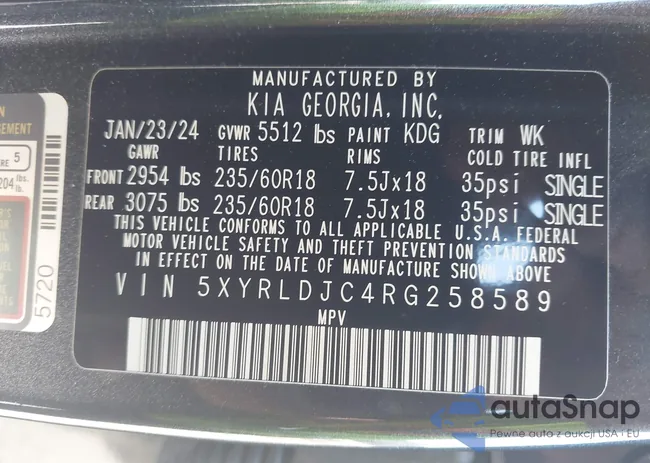 MANUFACTURED BY
KIA GEORGIA, INC.
JAN/23/24 GVWR 5512 lbs PAINT KDG TRIM WK
GAWR TIRES RIMS COLD TIRE INFL
FRONT 2954 lbs 235/60R18 7.5Jx18 35psi SINGLE
REAR 3075 lbs 235/60R18 7.5Jx18 35psi SINGLE
THIS VEHICLE CONFORMS TO ALL APPLICABLE U.S.A. FEDERAL
MOTOR VEHICLE SAFETY AND THEFT PREVENTION STANDARDS
IN EFFECT ON THE DATE OF MANUFACTURE SHOWN ABOVE
VIN 5XYRLDJC4RG258589
MPV
5
204
5720
autaSnap
Pewne auto z aukcji USA i EU